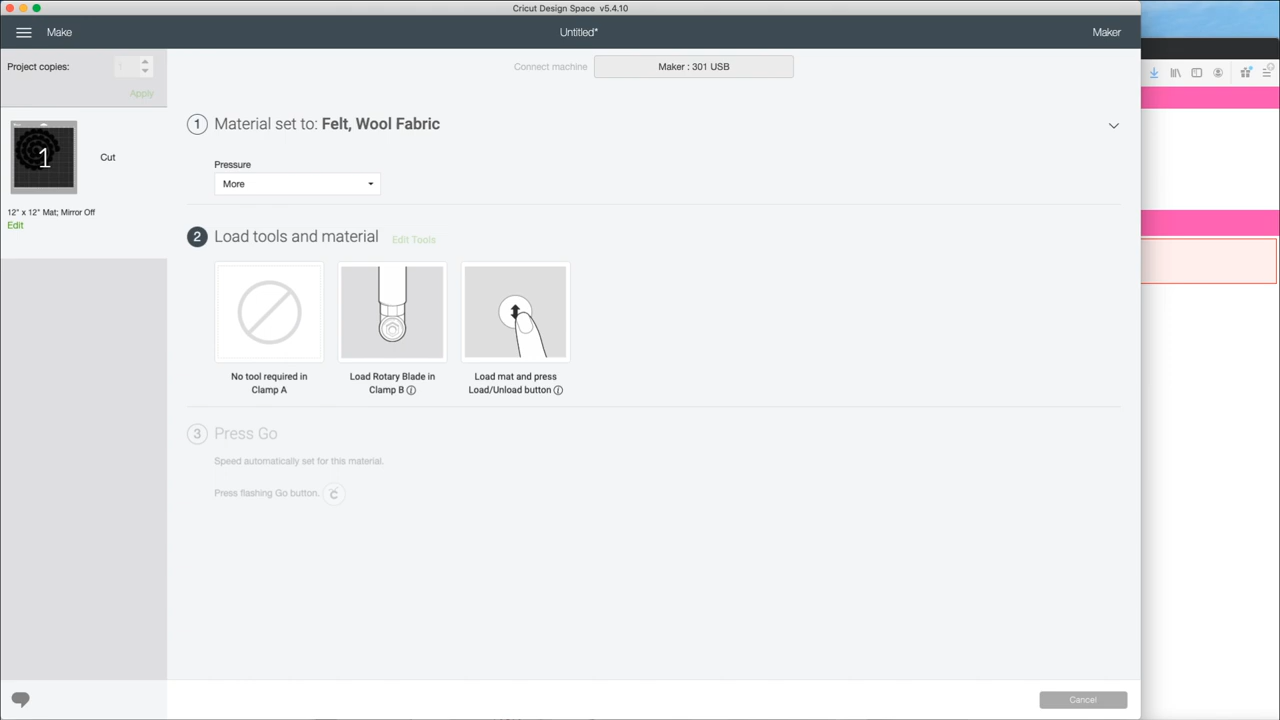 Cricut Design Space v5.4.10
Make
Untitled*
Maker
Project copies:
1
Apply
Connect machine
Maker : 301 USB
1
Cut
12" x 12" Mat; Mirror Off
Edit
1 Material set to: Felt, Wool Fabric
Pressure
More
2 Load tools and material
Edit Tools
No tool required in
Clamp A
Load Rotary Blade in
Clamp B
Load mat and press
Load/Unload button
3 Press Go
Speed automatically set for this material.
Press flashing Go button.
Cancel